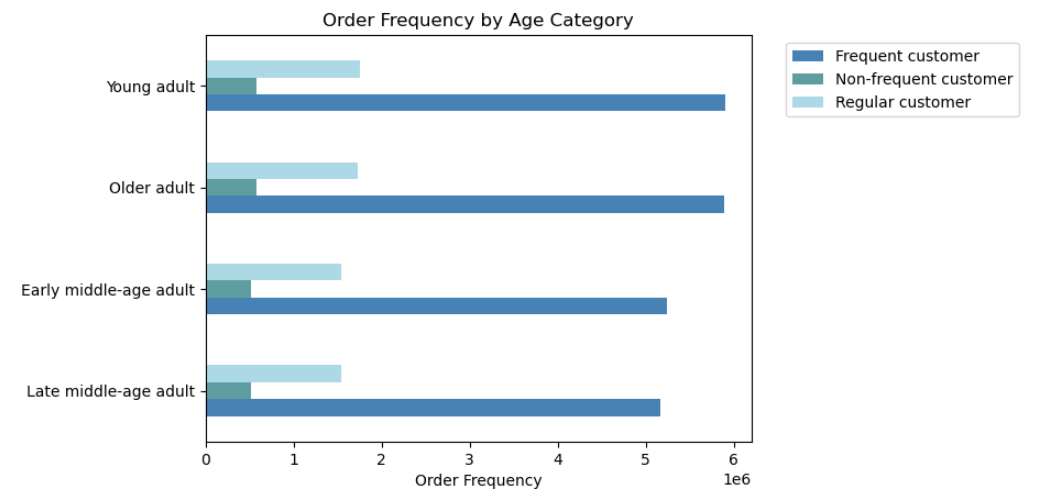 Order Frequency by Age Category
Frequent customer
Non-frequent customer
Regular customer
Young adult
Older adult
Early middle-age adult
Late middle-age adult
0 1 2 3 4 5 6
1e6
Order Frequency